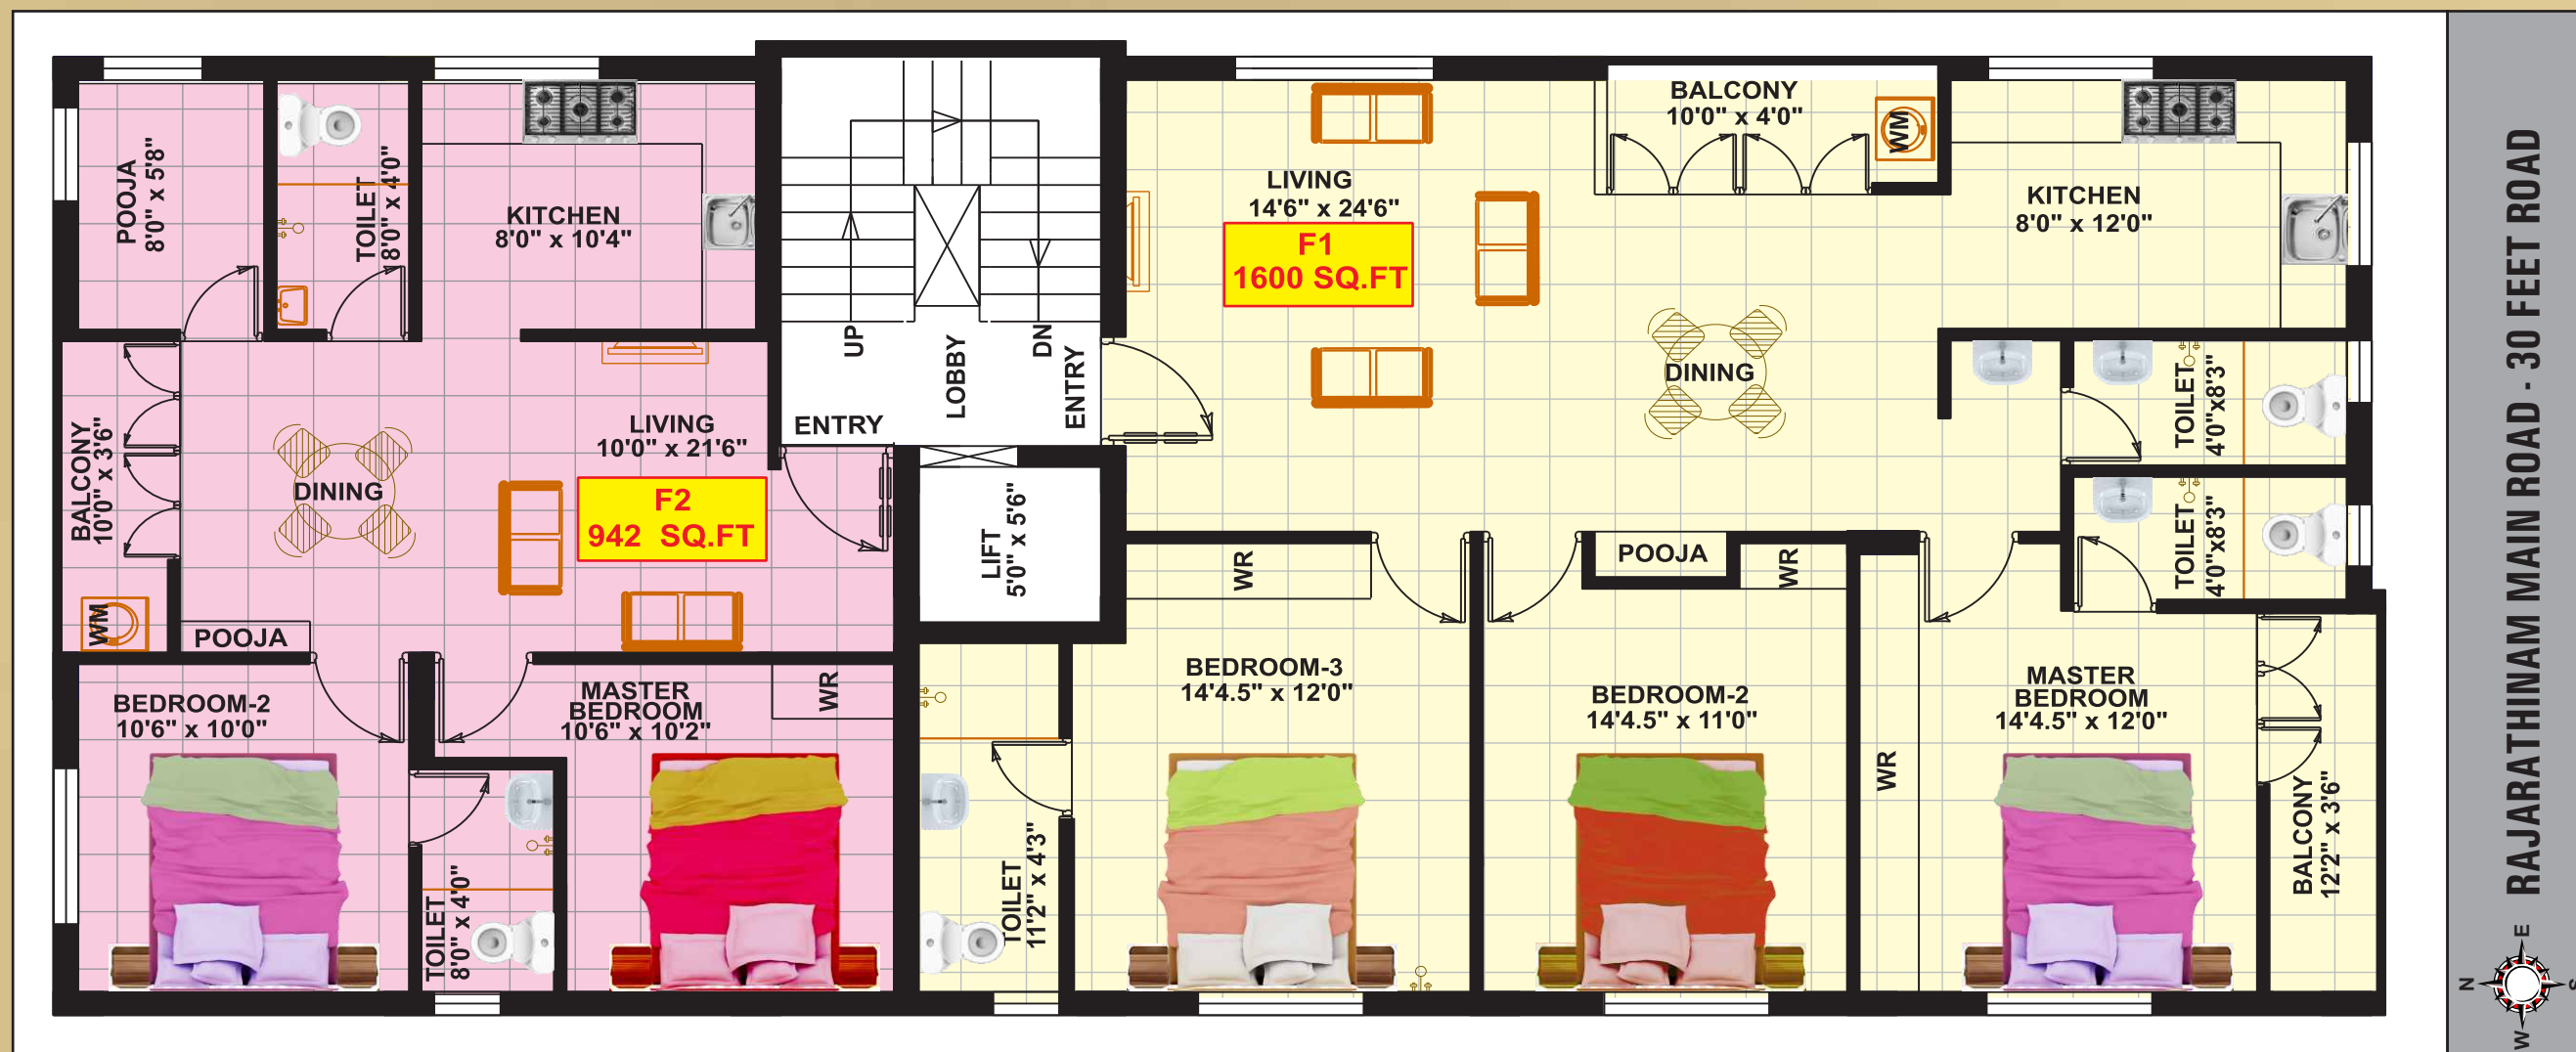 POOJA
8'0" x 5'8"
TOILET
8'0" x 4'0"
KITCHEN
8'0" x 10'4"
BALCONY
10'0" x 3'6"
WM
DINING
LIVING
10'0" x 21'6"
F2
942 SQ.FT
POOJA
BEDROOM-2
10'6" x 10'0"
TOILET
8'0" x 4'0"
MASTER
BEDROOM
10'6" x 10'2"
WR
UP
LOBBY
DN
ENTRY
ENTRY
LIFT
5'0" x 5'6"
LIVING
14'6" x 24'6"
F1
1600 SQ.FT
BALCONY
10'0" x 4'0"
WM
KITCHEN
8'0" x 12'0"
DINING
TOILET
4'0"x8'3"
TOILET
4'0"x8'3"
WR
POOJA
WR
BEDROOM-3
14'4.5" x 12'0"
TOILET
11'2" x 4'3"
BEDROOM-2
14'4.5" x 11'0"
WR
MASTER
BEDROOM
14'4.5" x 12'0"
BALCONY
12'2" x 3'6"
RAJARATHINAM MAIN ROAD - 30 FEET ROAD
N
E
S
W